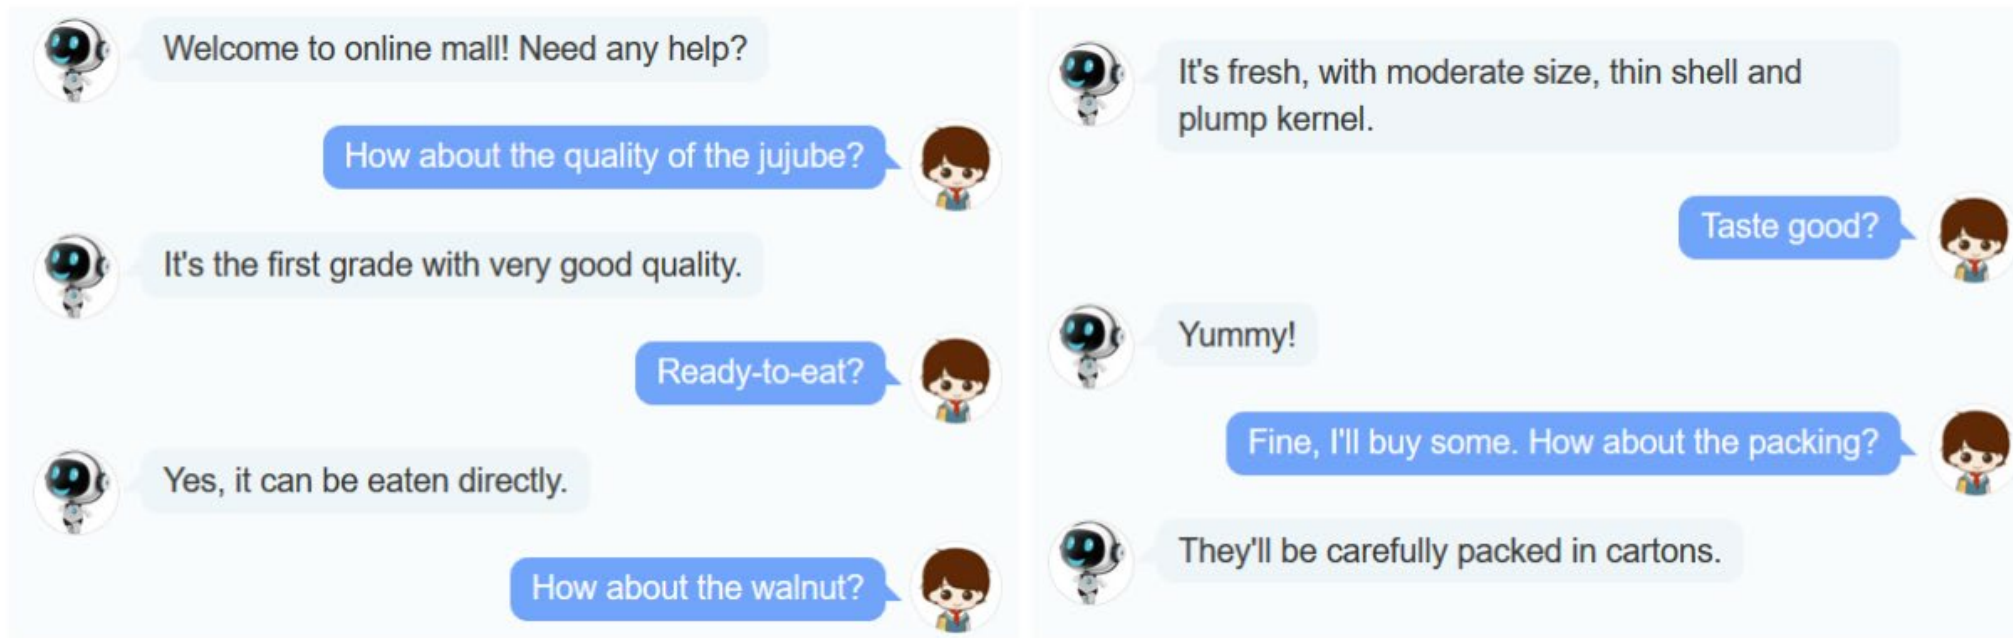 Welcome to online mall! Need any help?
How about the quality of the jujube?
It's the first grade with very good quality.
Ready-to-eat?
Yes, it can be eaten directly.
How about the walnut?
It's fresh, with moderate size, thin shell and
plump kernel.
Taste good?
Yummy!
Fine, I'll buy some. How about the packing?
They'll be carefully packed in cartons.